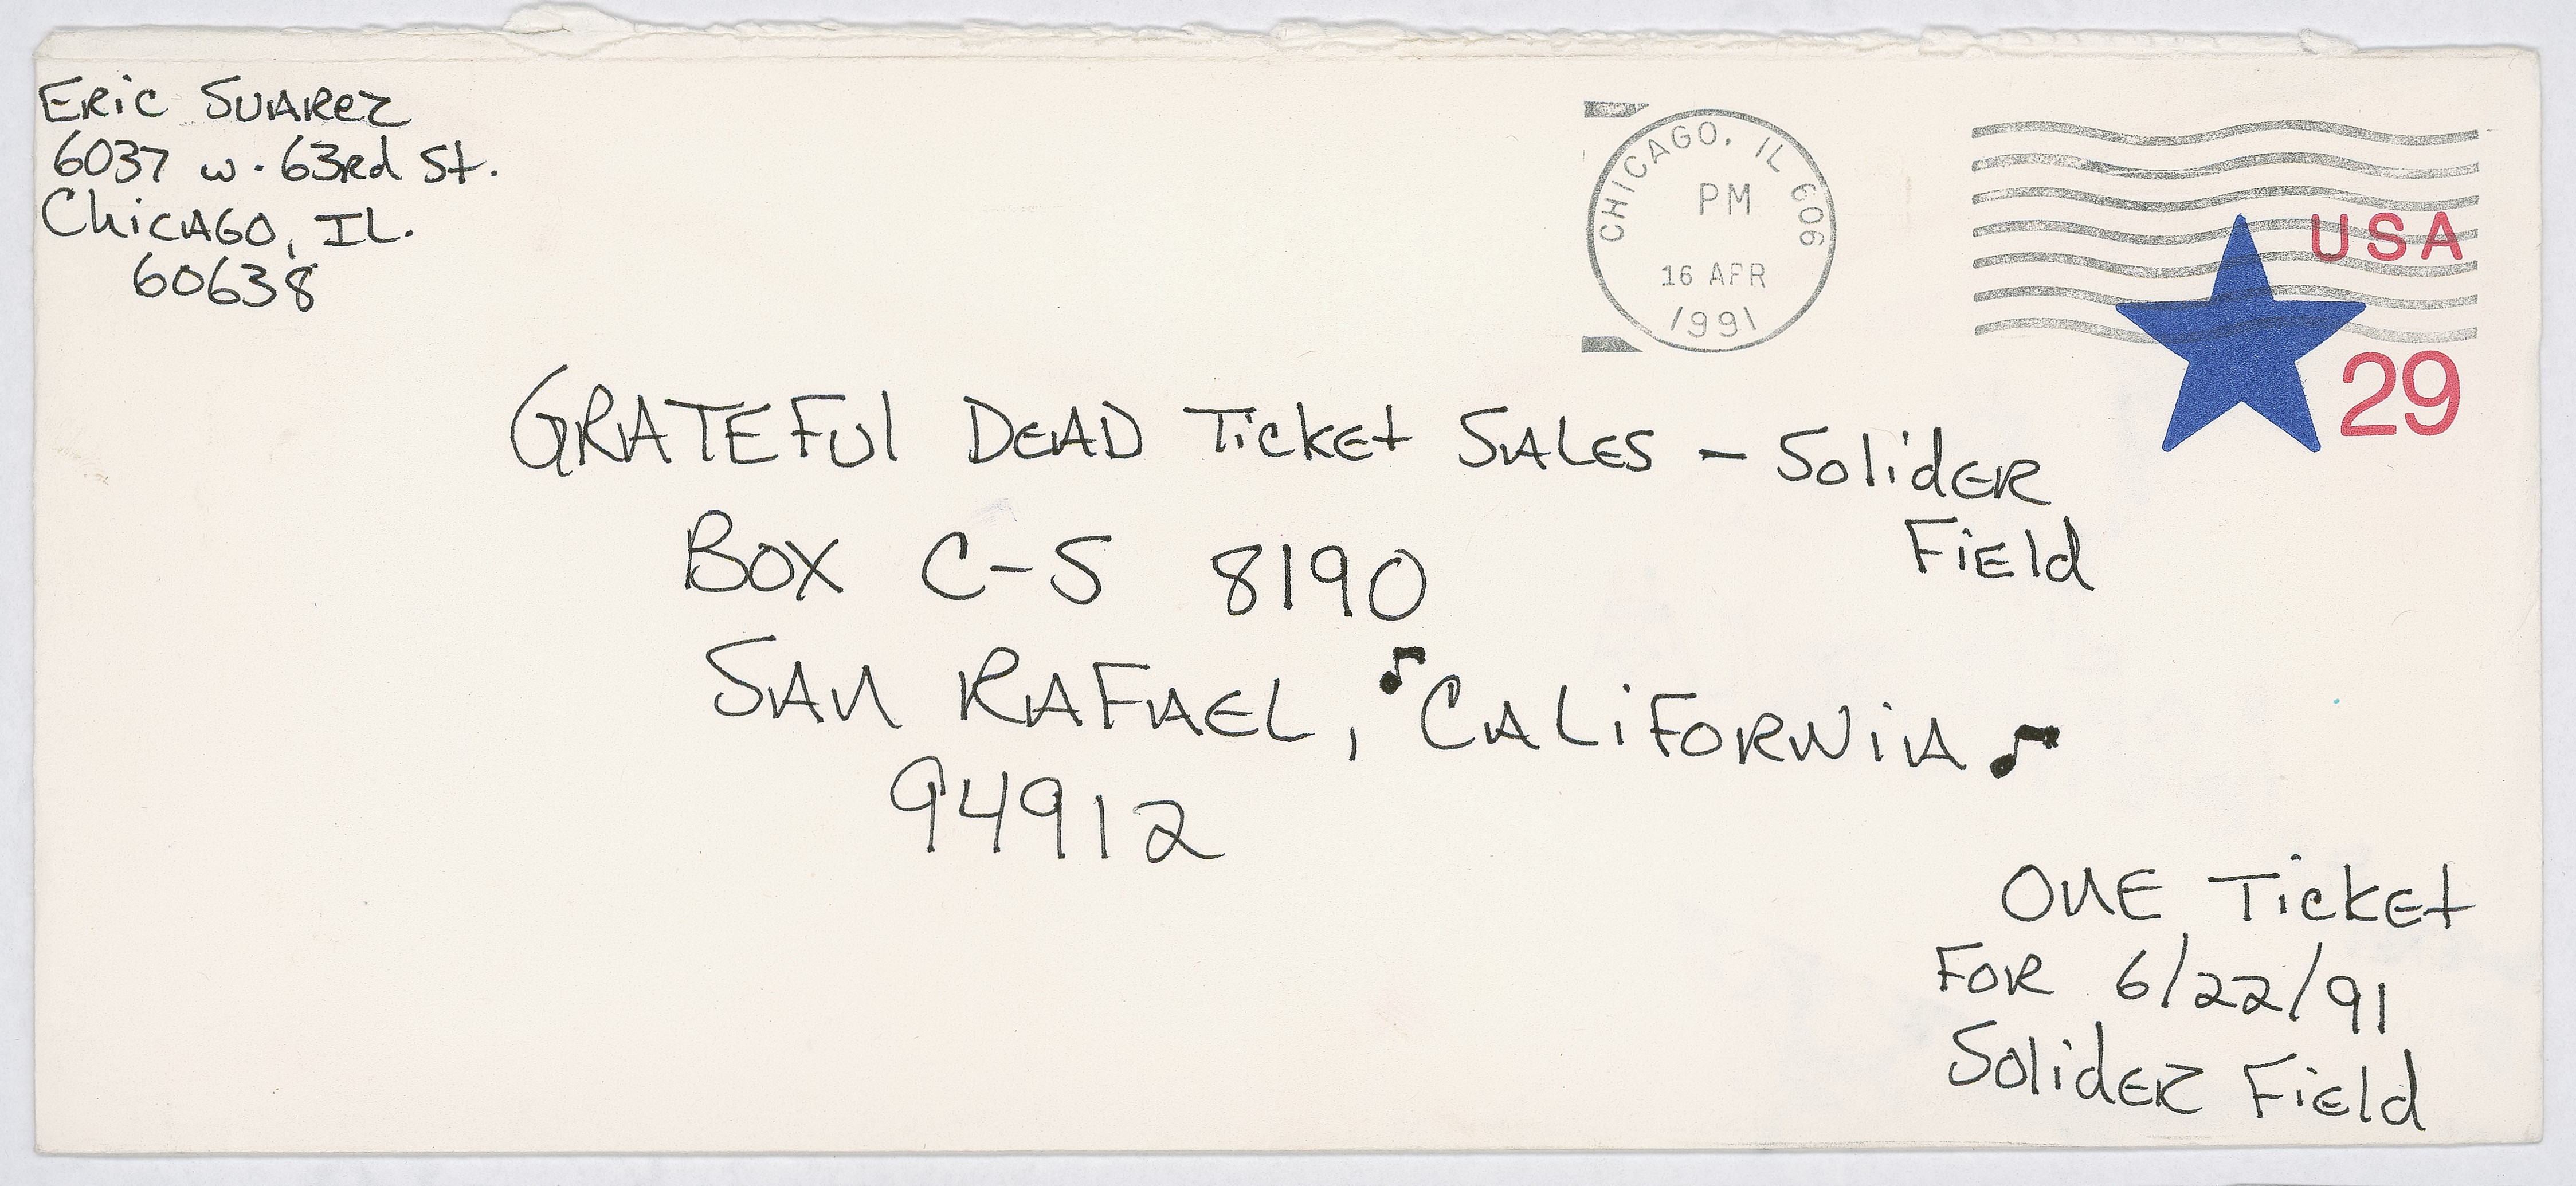 ERic SUARez
6037 w. 63Rd St.
ChiCAGO, IL.
60638
CHICAGO, IL 606
PM
16 APR
1991
USA
29
GRATEFUl DEAD TickEt SALES - SolidER
FiEld
BOX C-S 8190
SAN RAFAEL, ♪CALiFORNiA♪
94912
ONE TickEt
FOR 6/22/91
SolidER FiEld